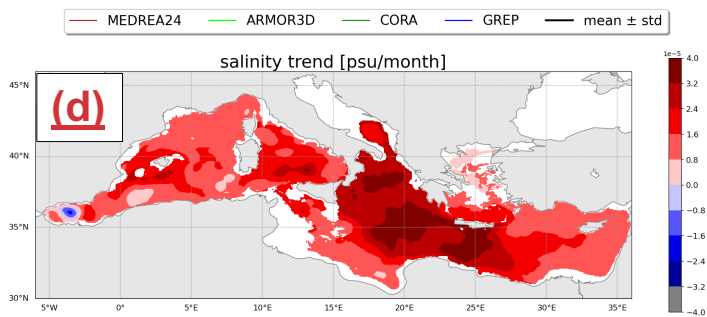 MEDREA24 ARMOR3D CORA GREP mean ± std
salinity trend [psu/month]
1e−5
(d)
45°N
40°N
35°N
30°N
5°W 0° 5°E 10°E 15°E 20°E 25°E 30°E 35°E
4.0
3.2
2.4
1.6
0.8
0.0
−0.8
−1.6
−2.4
−3.2
−4.0